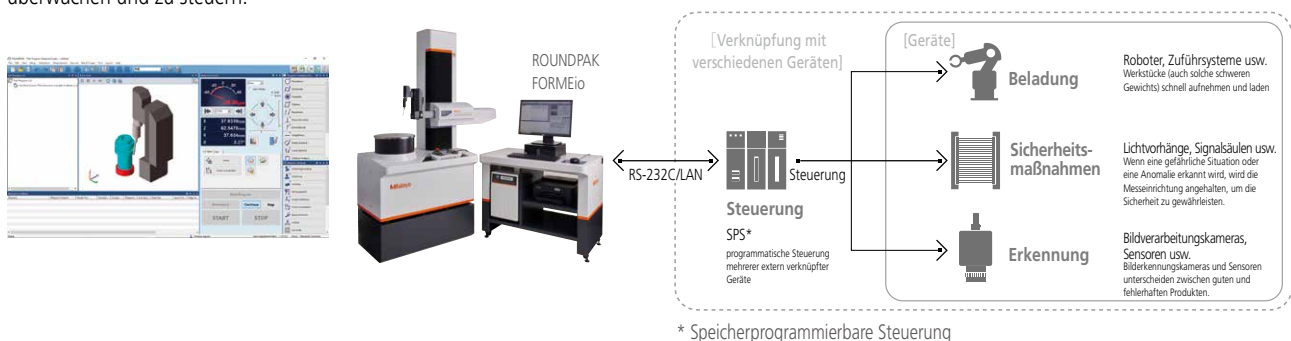 überwachen und zu steuern.
ROUNDPAK
FORMEio
Mitutoyo
START
STOP
RS-232C/LAN
[Verknüpfung mit
verschiedenen Geräten]
Steuerung
Steuerung
SPS*
programmatische Steuerung
mehrerer extern verknüpfter
Geräte
[Geräte]
Beladung
Roboter, Zuführsysteme usw.
Werkstücke (auch solche schweren
Gewichts) schnell aufnehmen und laden
Sicherheits-
maßnahmen
Lichtvorhänge, Signalsäulen usw.
Wenn eine gefährliche Situation oder
eine Anomalie erkannt wird, wird die
Messeinrichtung angehalten, um die
Sicherheit zu gewährleisten.
Erkennung
Bildverarbeitungskameras,
Sensoren usw.
Bilderkennungskameras und Sensoren
unterscheiden zwischen guten und
fehlerhaften Produkten.
* Speicherprogrammierbare Steuerung